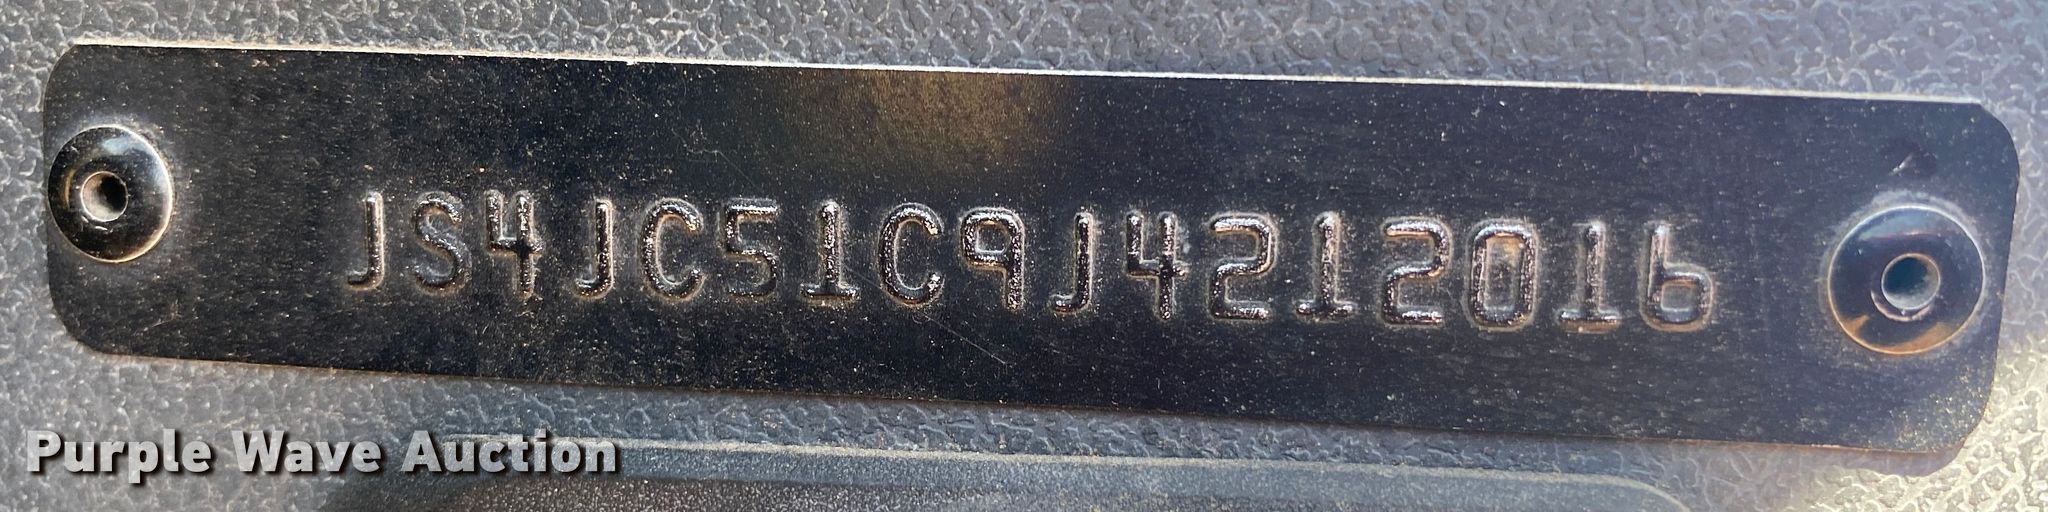 JS4JC51C9J4212016
Purple Wave Auction